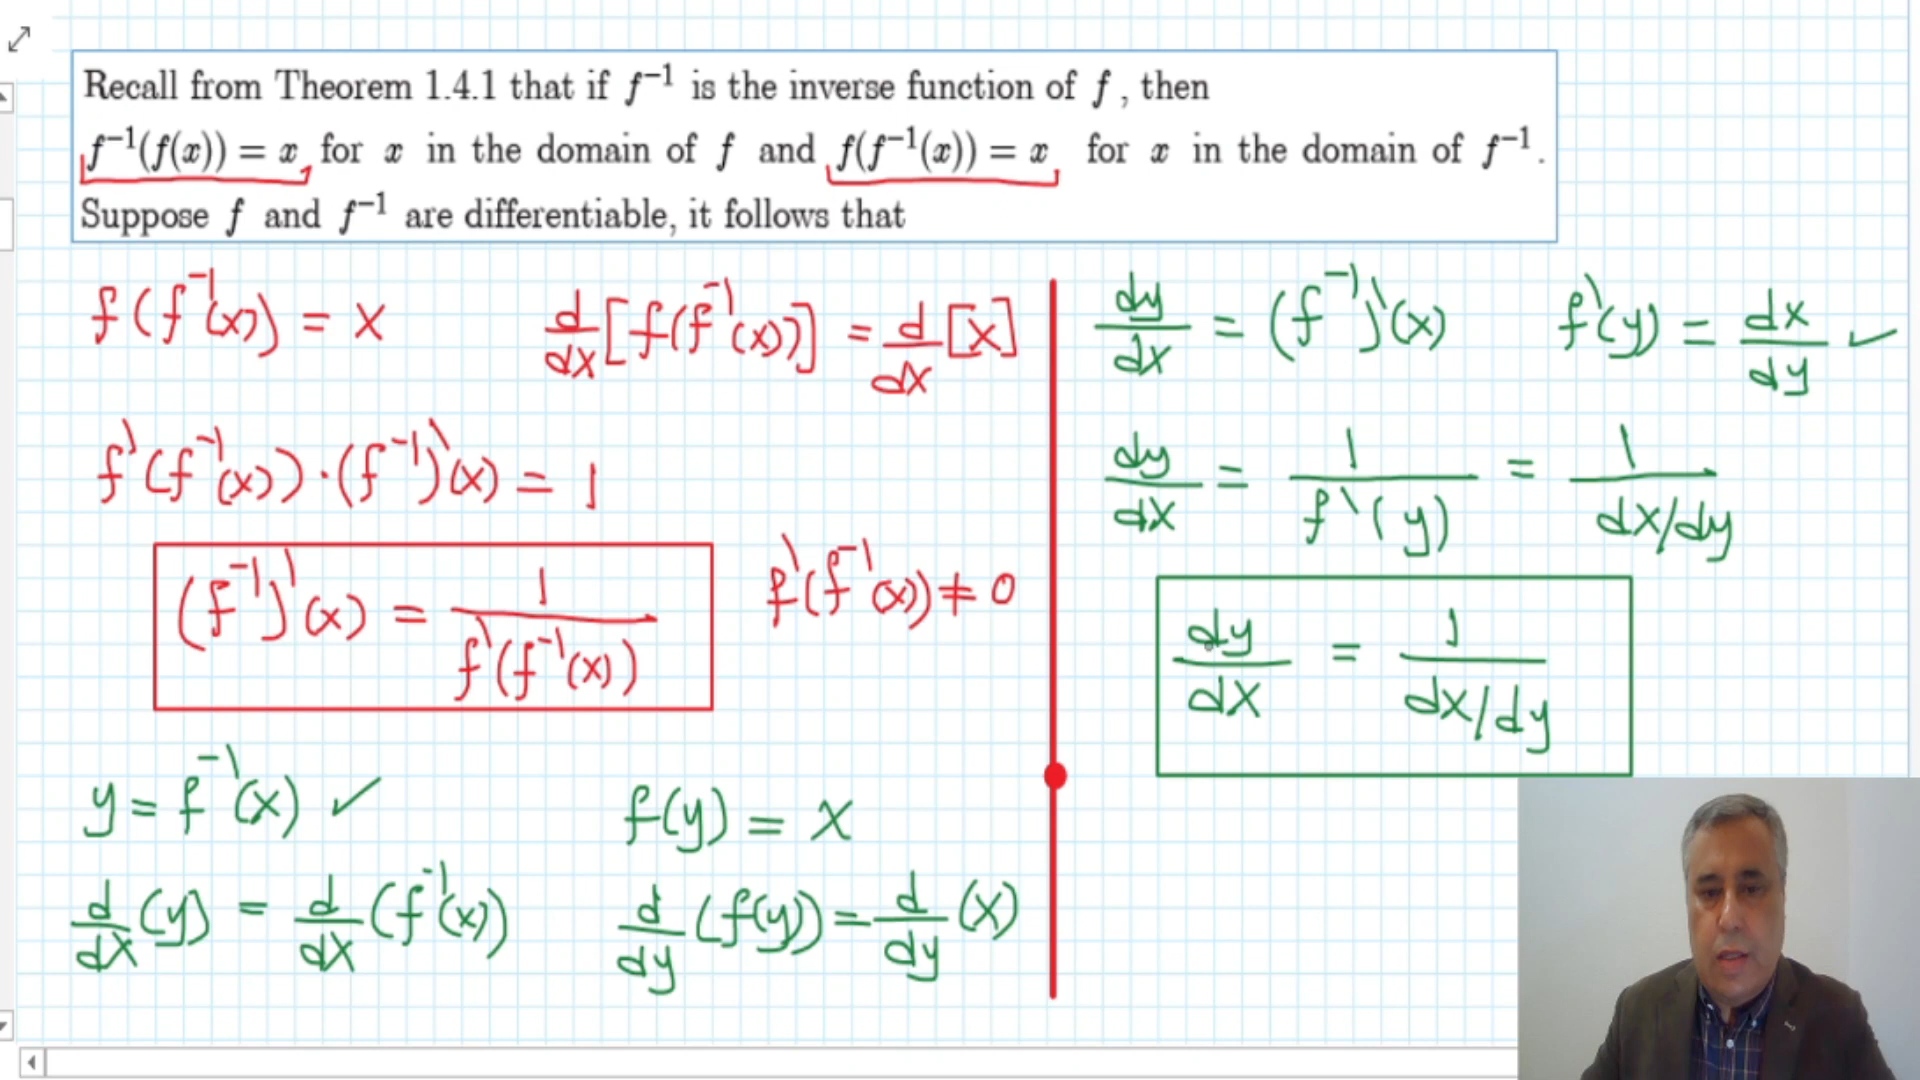 Recall from Theorem 1.4.1 that if f⁻¹ is the inverse function of f, then
f⁻¹(f(x)) = x, for x in the domain of f and f(f⁻¹(x)) = x for x in the domain of f⁻¹.
Suppose f and f⁻¹ are differentiable, it follows that
f(f⁻¹(x)) = x
d/dx [f(f⁻¹(x))] = d/dx [x]
f'(f⁻¹(x)) · (f⁻¹)'(x) = 1
(f⁻¹)'(x) = 1 / f'(f⁻¹(x))
f'(f⁻¹(x)) ≠ 0
y = f⁻¹(x) ✓
f(y) = x
d/dx (y) = d/dx (f⁻¹(x))
d/dy (f(y)) = d/dy (x)
dy/dx = (f⁻¹)'(x)
f'(y) = dx/dy ✓
dy/dx = 1 / f'(y) = 1 / dx/dy
dy/dx = 1 / dx/dy